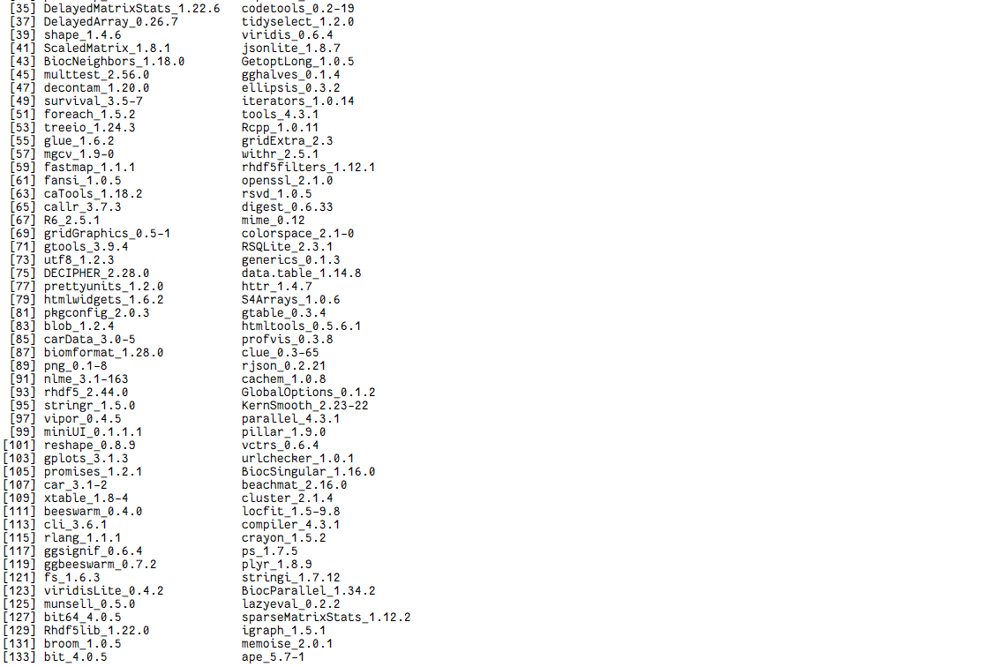 [35] DelayedMatrixStats_1.22.6 codetools_0.2-19
[37] DelayedArray_0.26.7 tidyselect_1.2.0
[39] shape_1.4.6 viridis_0.6.4
[41] ScaledMatrix_1.8.1 jsonlite_1.8.7
[43] BiocNeighbors_1.18.0 GetoptLong_1.0.5
[45] multtest_2.56.0 gghalves_0.1.4
[47] decontam_1.20.0 ellipsis_0.3.2
[49] survival_3.5-7 iterators_1.0.14
[51] foreach_1.5.2 tools_4.3.1
[53] treeio_1.24.3 Rcpp_1.0.11
[55] glue_1.6.2 gridExtra_2.3
[57] mgcv_1.9-0 withr_2.5.1
[59] fastmap_1.1.1 rhdf5filters_1.12.1
[61] fansi_1.0.5 openssl_2.1.0
[63] caTools_1.18.2 rsvd_1.0.5
[65] callr_3.7.3 digest_0.6.33
[67] R6_2.5.1 mime_0.12
[69] gridGraphics_0.5-1 colorspace_2.1-0
[71] gtools_3.9.4 RSQLite_2.3.1
[73] utf8_1.2.3 generics_0.1.3
[75] DECIPHER_2.28.0 data.table_1.14.8
[77] prettyunits_1.2.0 httr_1.4.7
[79] htmlwidgets_1.6.2 S4Arrays_1.0.6
[81] pkgconfig_2.0.3 gtable_0.3.4
[83] blob_1.2.4 htmltools_0.5.6.1
[85] carData_3.0-5 profvis_0.3.8
[87] biomformat_1.28.0 clue_0.3-65
[89] png_0.1-8 rjson_0.2.21
[91] nlme_3.1-163 cachem_1.0.8
[93] rhdf5_2.44.0 GlobalOptions_0.1.2
[95] stringr_1.5.0 KernSmooth_2.23-22
[97] vipor_0.4.5 parallel_4.3.1
[99] miniUI_0.1.1.1 pillar_1.9.0
[101] reshape_0.8.9 vctrs_0.6.4
[103] gplots_3.1.3 urlchecker_1.0.1
[105] promises_1.2.1 BiocSingular_1.16.0
[107] car_3.1-2 beachmat_2.16.0
[109] xtable_1.8-4 cluster_2.1.4
[111] beeswarm_0.4.0 locfit_1.5-9.8
[113] cli_3.6.1 compiler_4.3.1
[115] rlang_1.1.1 crayon_1.5.2
[117] ggsignif_0.6.4 ps_1.7.5
[119] ggbeeswarm_0.7.2 plyr_1.8.9
[121] fs_1.6.3 stringi_1.7.12
[123] viridisLite_0.4.2 BiocParallel_1.34.2
[125] munsell_0.5.0 lazyeval_0.2.2
[127] bit64_4.0.5 sparseMatrixStats_1.12.2
[129] Rhdf5lib_1.22.0 igraph_1.5.1
[131] broom_1.0.5 memoise_2.0.1
[133] bit_4.0.5 ape_5.7-1